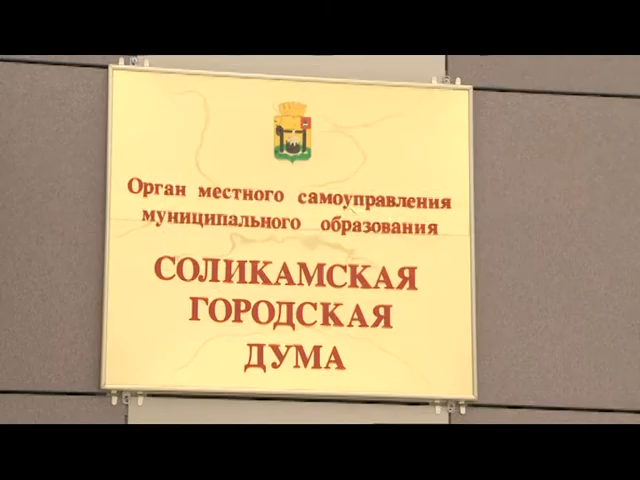 Орган местного самоуправления
муниципального образования
СОЛИКАМСКАЯ
ГОРОДСКАЯ
ДУМА